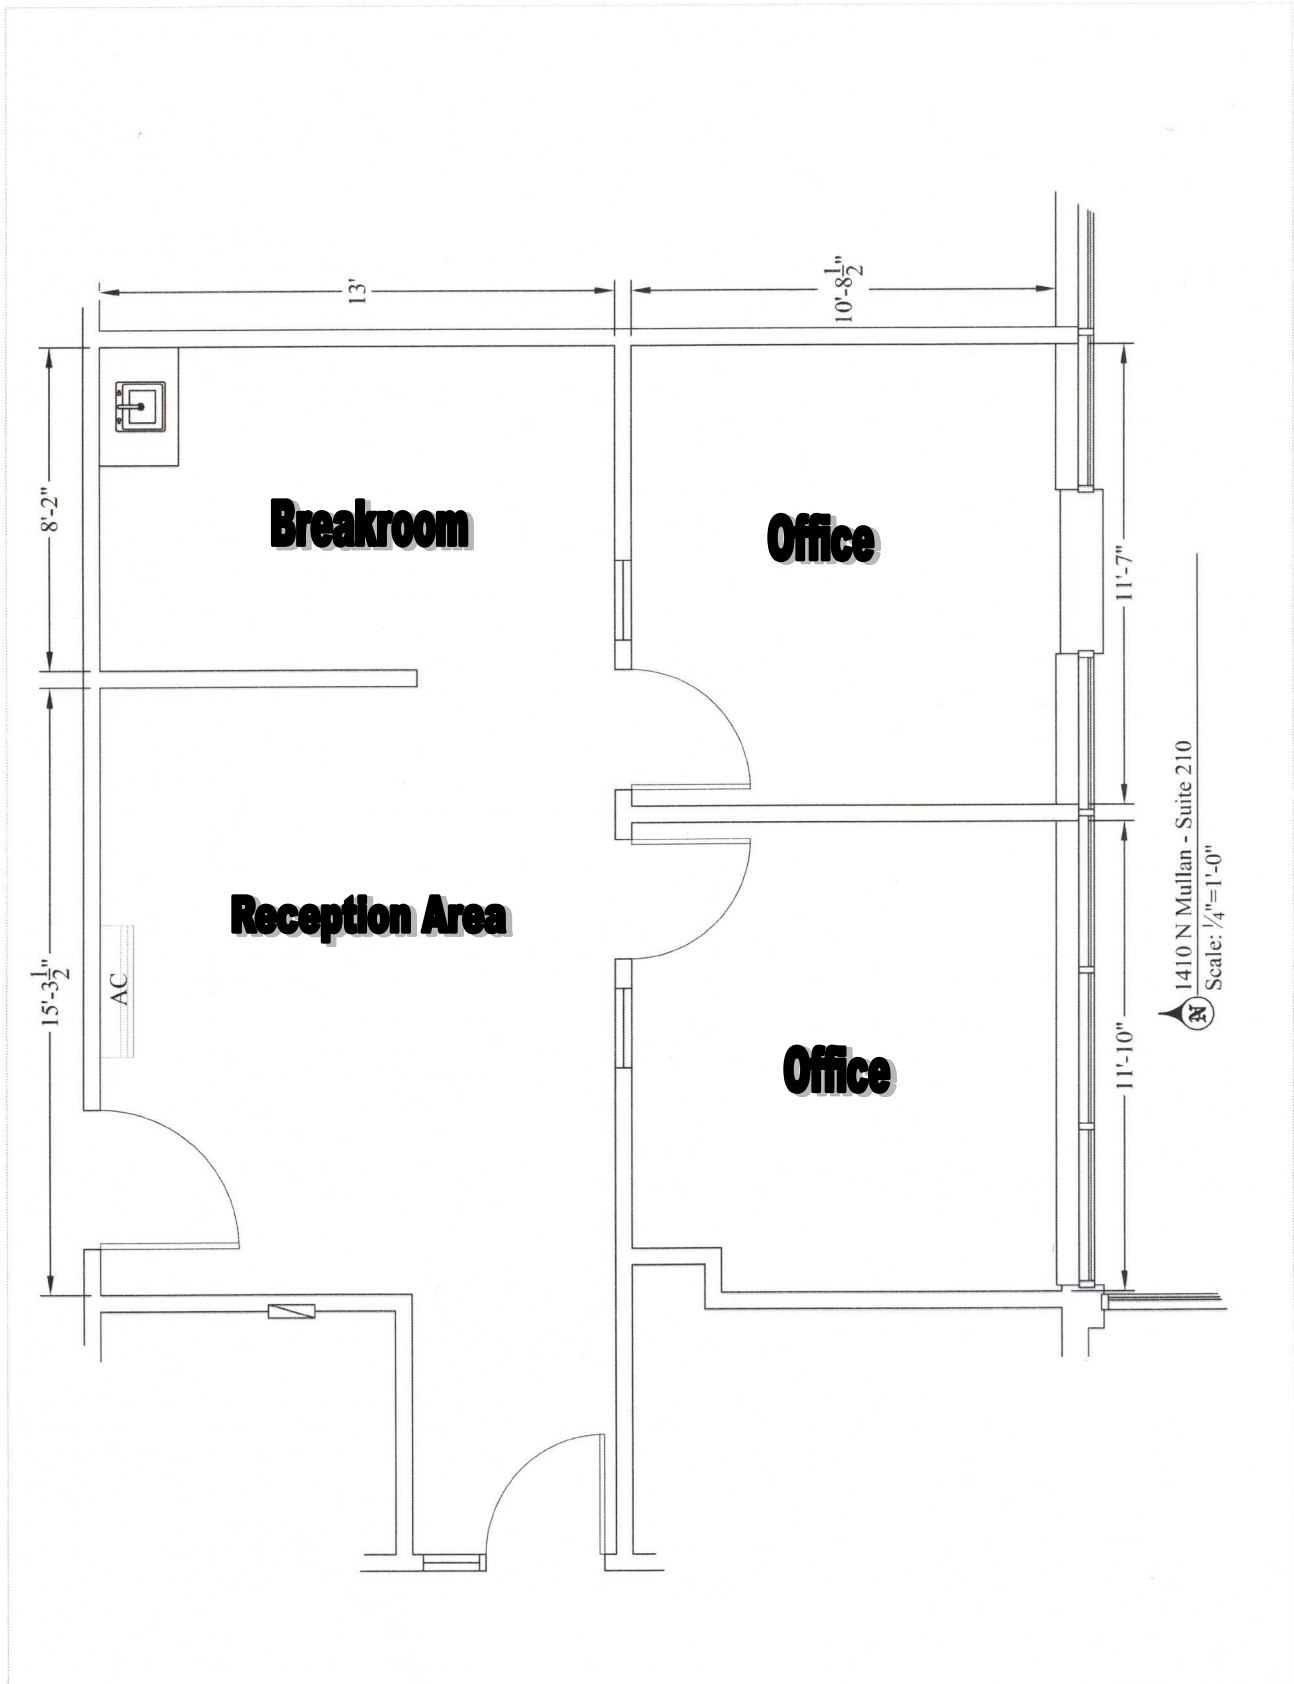 13'
10'-8½"
8'-2"
Breakroom
Office
11'-7"
15'-3½"
AC
Reception Area
Office
11'-10"
N
1410 N Mullan - Suite 210
Scale: ¼"=1'-0"